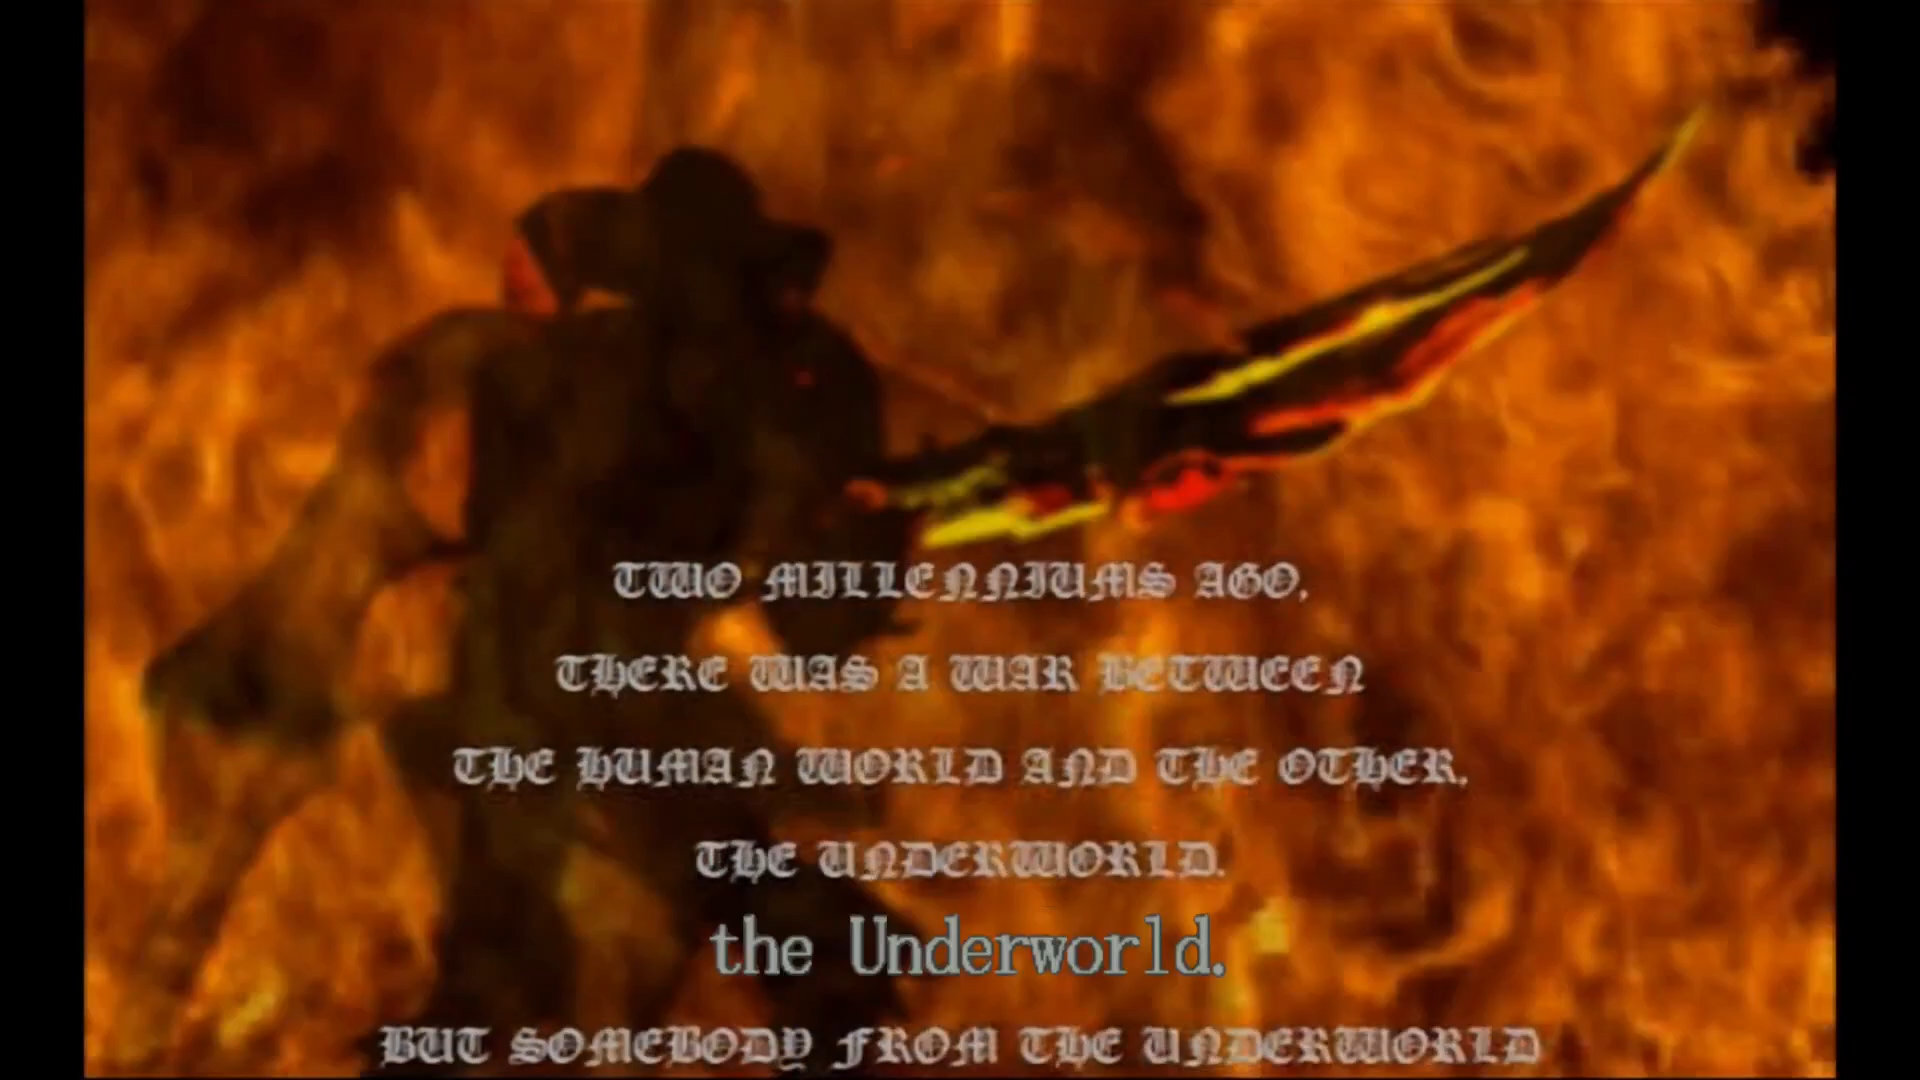 TWO MILLENNIUMS AGO,
THERE WAS A WAR BETWEEN
THE HUMAN WORLD AND THE OTHER,
THE UNDERWORLD.
the Underworld.
BUT SOMEBODY FROM THE UNDERWORLD